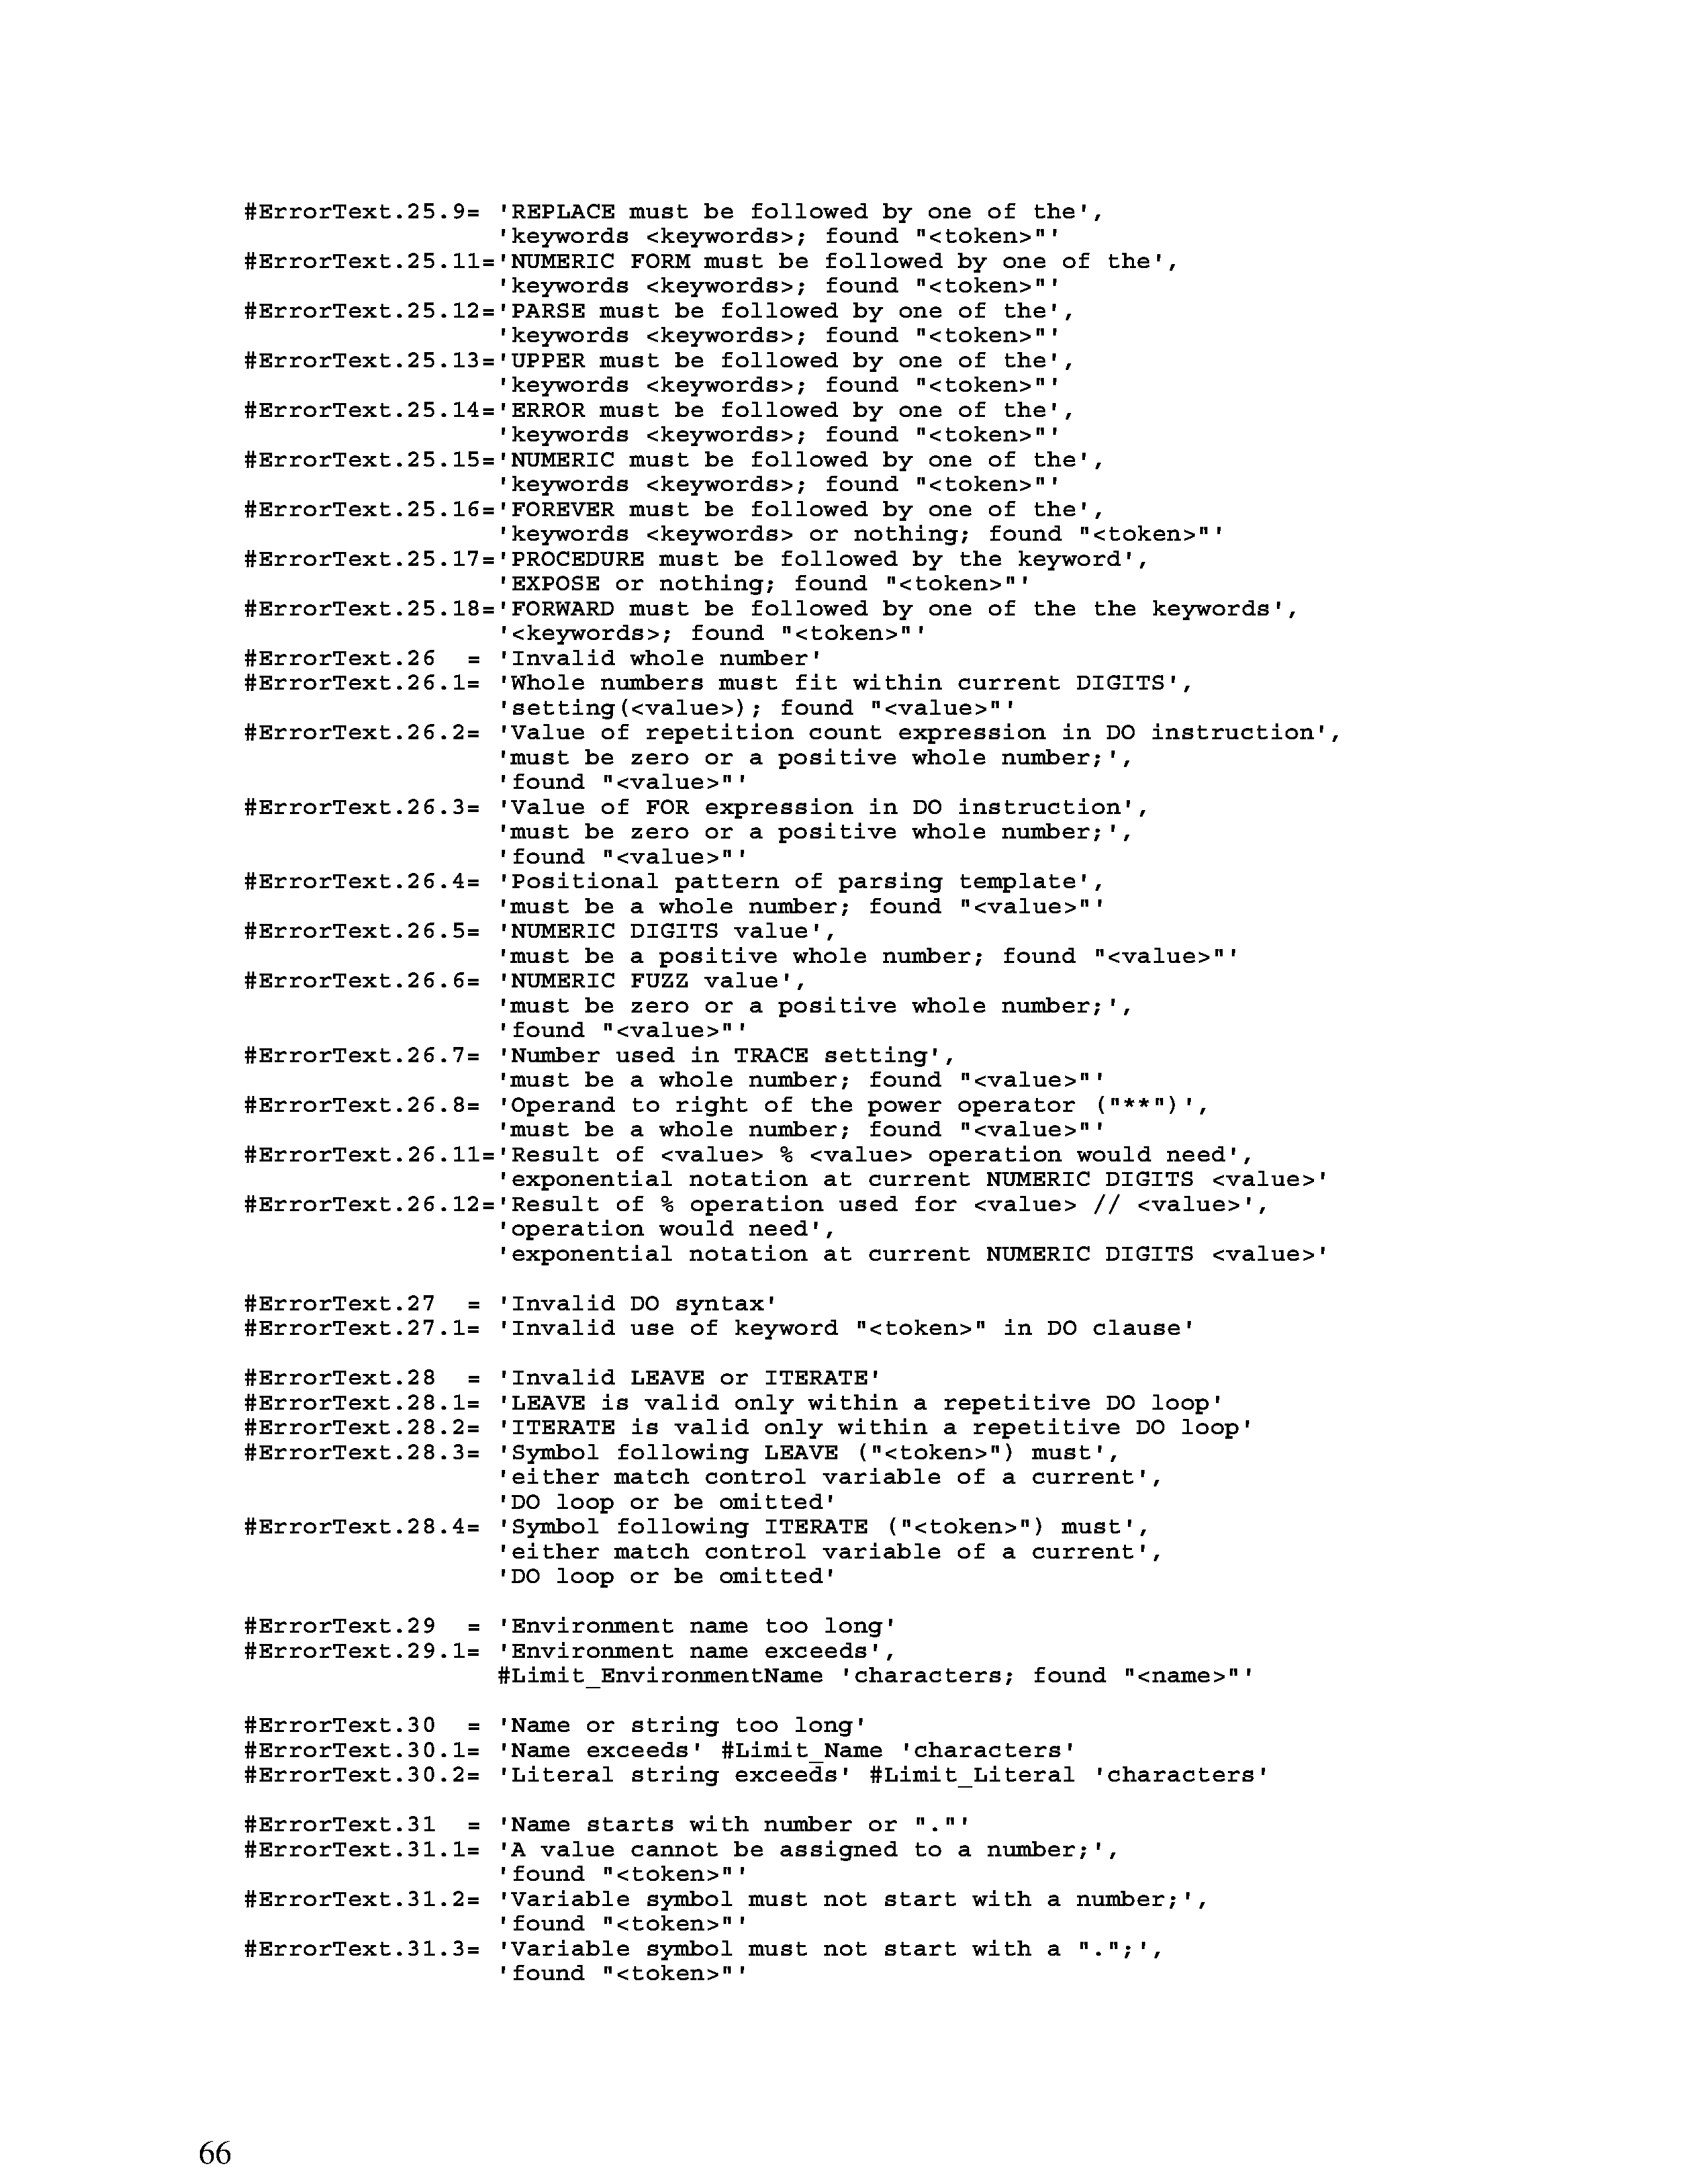 #ErrorText.25.9= 'REPLACE must be followed by one of the',
'keywords <keywords>; found "<token>"'
#ErrorText.25.11='NUMERIC FORM must be followed by one of the',
'keywords <keywords>; found "<token>"'
#ErrorText.25.12='PARSE must be followed by one of the',
'keywords <keywords>; found "<token>"'
#ErrorText.25.13='UPPER must be followed by one of the',
'keywords <keywords>; found "<token>"'
#ErrorText.25.14='ERROR must be followed by one of the',
'keywords <keywords>; found "<token>"'
#ErrorText.25.15='NUMERIC must be followed by one of the',
'keywords <keywords>; found "<token>"'
#ErrorText.25.16='FOREVER must be followed by one of the',
'keywords <keywords> or nothing; found "<token>"'
#ErrorText.25.17='PROCEDURE must be followed by the keyword',
'EXPOSE or nothing; found "<token>"'
#ErrorText.25.18='FORWARD must be followed by one of the the keywords',
'<keywords>; found "<token>"'
#ErrorText.26  = 'Invalid whole number'
#ErrorText.26.1= 'Whole numbers must fit within current DIGITS',
'setting(<value>); found "<value>"'
#ErrorText.26.2= 'Value of repetition count expression in DO instruction',
'must be zero or a positive whole number;',
'found "<value>"'
#ErrorText.26.3= 'Value of FOR expression in DO instruction',
'must be zero or a positive whole number;',
'found "<value>"'
#ErrorText.26.4= 'Positional pattern of parsing template',
'must be a whole number; found "<value>"'
#ErrorText.26.5= 'NUMERIC DIGITS value',
'must be a positive whole number; found "<value>"'
#ErrorText.26.6= 'NUMERIC FUZZ value',
'must be zero or a positive whole number;',
'found "<value>"'
#ErrorText.26.7= 'Number used in TRACE setting',
'must be a whole number; found "<value>"'
#ErrorText.26.8= 'Operand to right of the power operator ("**")',
'must be a whole number; found "<value>"'
#ErrorText.26.11='Result of <value> % <value> operation would need',
'exponential notation at current NUMERIC DIGITS <value>'
#ErrorText.26.12='Result of % operation used for <value> // <value>',
'operation would need',
'exponential notation at current NUMERIC DIGITS <value>'
#ErrorText.27  = 'Invalid DO syntax'
#ErrorText.27.1= 'Invalid use of keyword "<token>" in DO clause'
#ErrorText.28  = 'Invalid LEAVE or ITERATE'
#ErrorText.28.1= 'LEAVE is valid only within a repetitive DO loop'
#ErrorText.28.2= 'ITERATE is valid only within a repetitive DO loop'
#ErrorText.28.3= 'Symbol following LEAVE ("<token>") must',
'either match control variable of a current',
'DO loop or be omitted'
#ErrorText.28.4= 'Symbol following ITERATE ("<token>") must',
'either match control variable of a current',
'DO loop or be omitted'
#ErrorText.29  = 'Environment name too long'
#ErrorText.29.1= 'Environment name exceeds',
#Limit_EnvironmentName 'characters; found "<name>"'
#ErrorText.30  = 'Name or string too long'
#ErrorText.30.1= 'Name exceeds' #Limit_Name 'characters'
#ErrorText.30.2= 'Literal string exceeds' #Limit_Literal 'characters'
#ErrorText.31  = 'Name starts with number or "."'
#ErrorText.31.1= 'A value cannot be assigned to a number;',
'found "<token>"'
#ErrorText.31.2= 'Variable symbol must not start with a number;',
'found "<token>"'
#ErrorText.31.3= 'Variable symbol must not start with a ".";',
'found "<token>"'
66